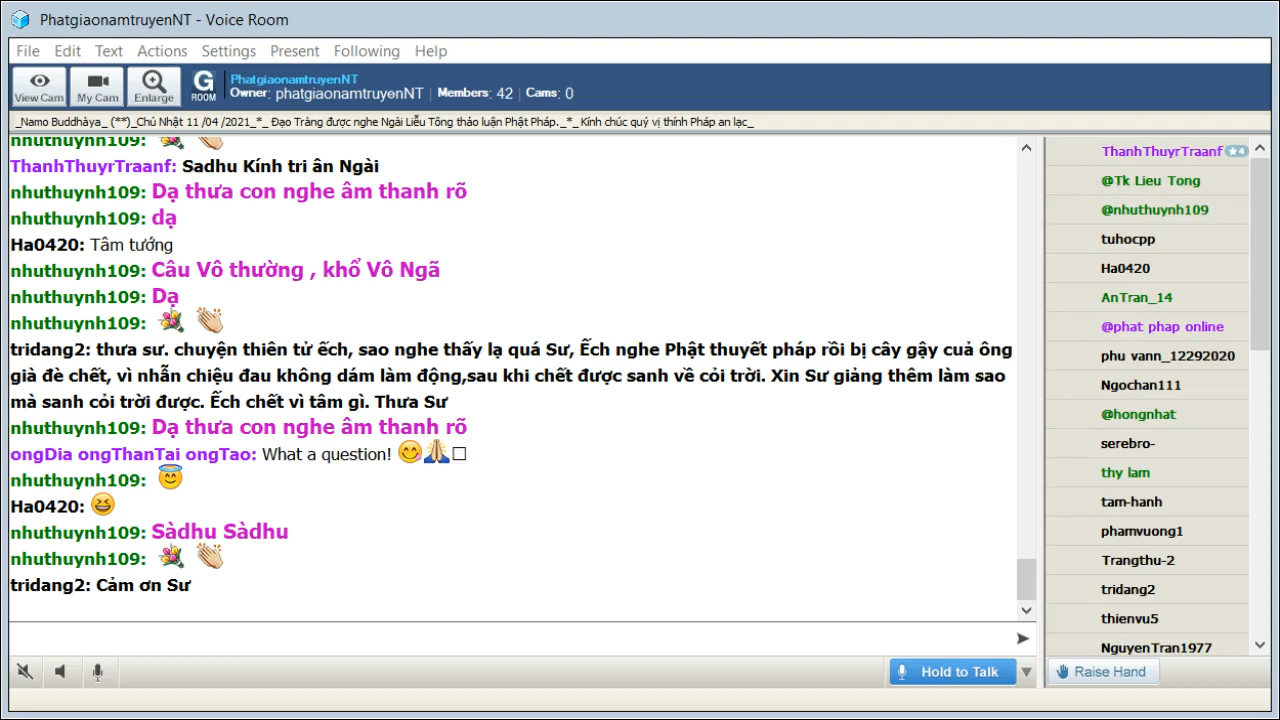 PhatgiaonamtruyenNT - Voice Room
File Edit Text Actions Settings Present Following Help
View Cam My Cam Enlarge G ROOM
PhatgiaonamtruyenNT
Owner: phatgiaonamtruyenNT | Members: 42 | Cams: 0
_Namo Buddhàya_ (**)_Chủ Nhật 11 /04 /2021_*_ Đạo Tràng được nghe Ngài Liễu Tông thảo luận Phật Pháp._*_ Kính chúc quý vị thính Pháp an lạc_
nhuthuynh109:
ThanhThuyrTraanf: Sadhu Kính tri ân Ngài
nhuthuynh109: Dạ thưa con nghe âm thanh rõ
nhuthuynh109: dạ
Ha0420: Tâm tướng
nhuthuynh109: Câu Vô thường , khổ Vô Ngã
nhuthuynh109: Dạ
nhuthuynh109:
tridang2: thưa sư. chuyện thiên tử ếch, sao nghe thấy lạ quá Sư, Ếch nghe Phật thuyết pháp rồi bị cây gậy cuả ông
già đè chết, vì nhẫn chiệu đau không dám làm động,sau khi chết được sanh về cỏi trời. Xin Sư giảng thêm làm sao
mà sanh cỏi trời được. Ếch chết vì tâm gì. Thưa Sư
nhuthuynh109: Dạ thưa con nghe âm thanh rõ
ongDia ongThanTai ongTao: What a question! 😋🙏□
nhuthuynh109: 😇
Ha0420: 😆
nhuthuynh109: Sàdhu Sàdhu
nhuthuynh109:
tridang2: Cảm ơn Sư
Hold to Talk
ThanhThuyrTraanf ★4
@Tk Lieu Tong
@nhuthuynh109
tuhocpp
Ha0420
AnTran_14
@phat phap online
phu vann_12292020
Ngochan111
@hongnhat
serebro-
thy lam
tam-hanh
phamvuong1
Trangthu-2
tridang2
thienvu5
NguyenTran1977
Raise Hand